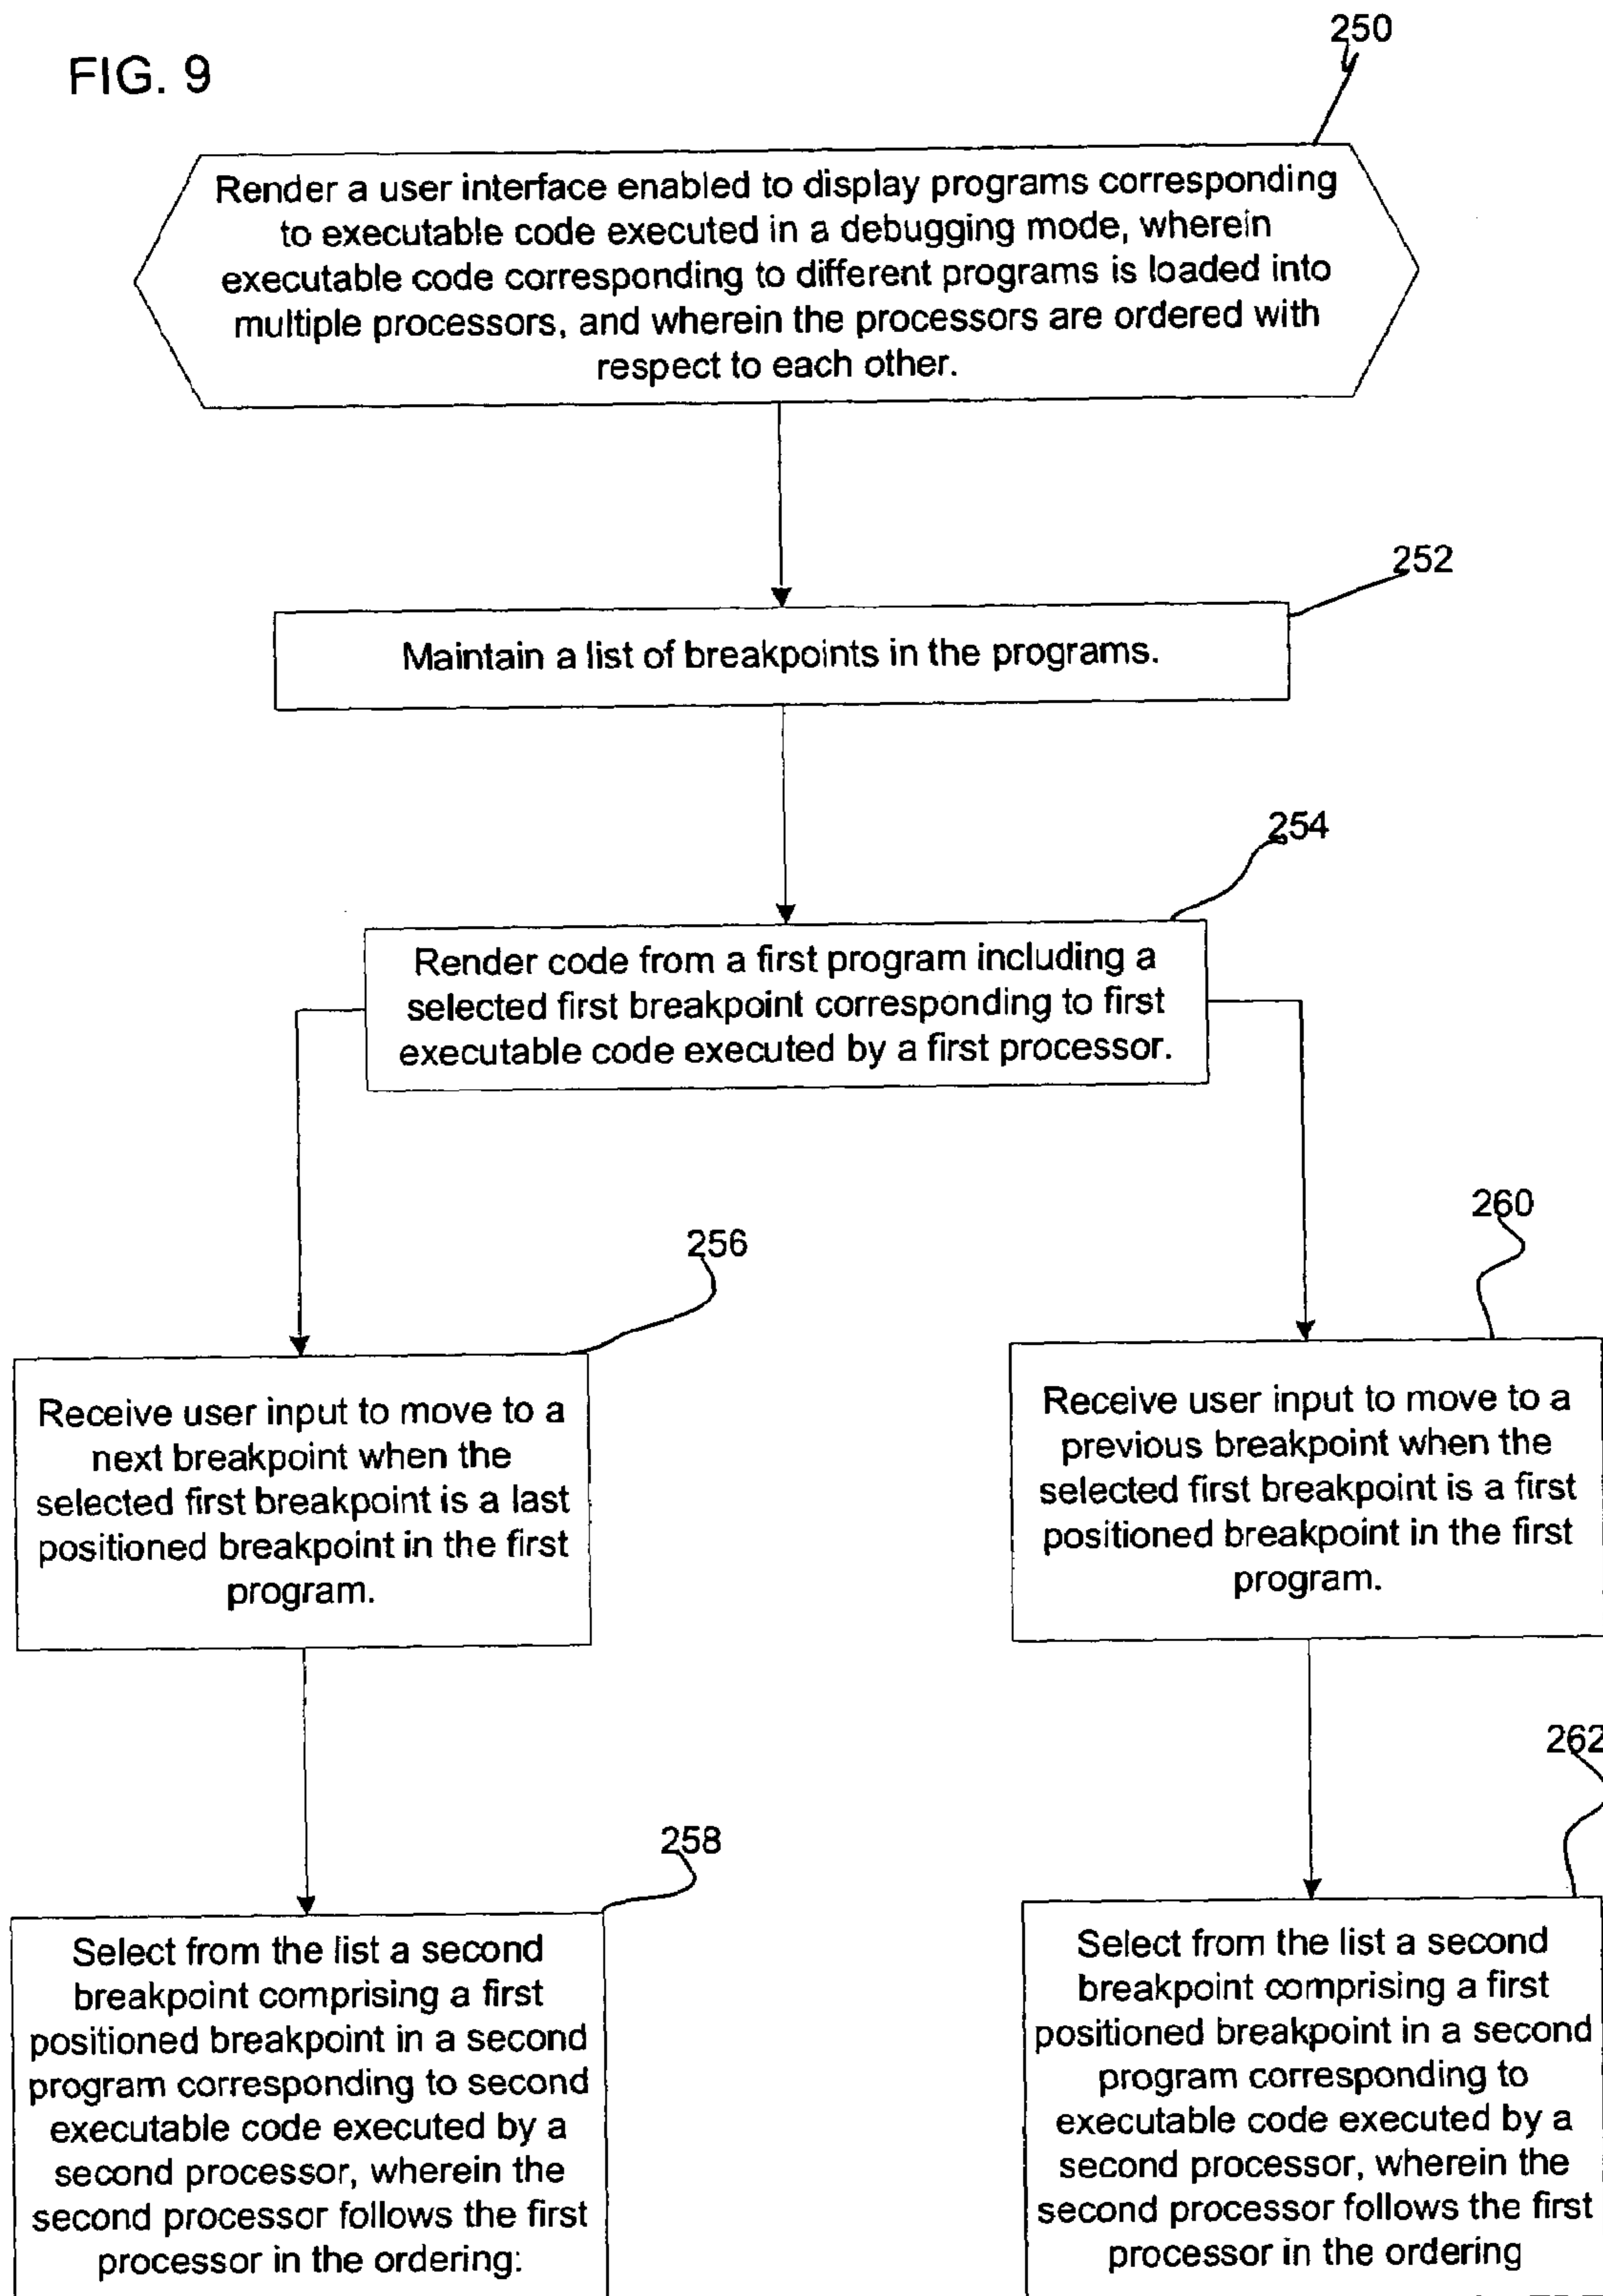 FIG. 9
250
Render a user interface enabled to display programs corresponding
to executable code executed in a debugging mode, wherein
executable code corresponding to different programs is loaded into
multiple processors, and wherein the processors are ordered with
respect to each other.
252
Maintain a list of breakpoints in the programs.
254
Render code from a first program including a
selected first breakpoint corresponding to first
executable code executed by a first processor.
256
Receive user input to move to a
next breakpoint when the
selected first breakpoint is a last
positioned breakpoint in the first
program.
260
Receive user input to move to a
previous breakpoint when the
selected first breakpoint is a first
positioned breakpoint in the first
program.
258
Select from the list a second
breakpoint comprising a first
positioned breakpoint in a second
program corresponding to second
executable code executed by a
second processor, wherein the
second processor follows the first
processor in the ordering:
262
Select from the list a second
breakpoint comprising a first
positioned breakpoint in a second
program corresponding to
executable code executed by a
second processor, wherein the
second processor follows the first
processor in the ordering